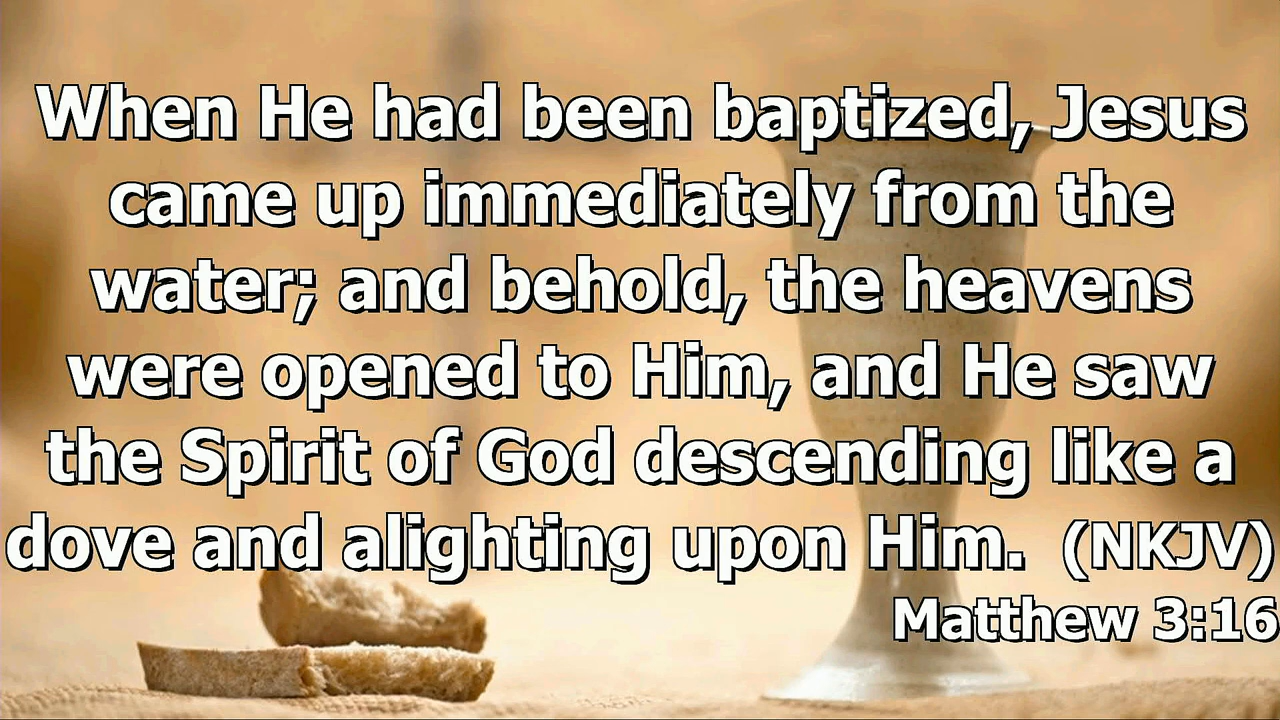 When He had been baptized, Jesus
came up immediately from the
water; and behold, the heavens
were opened to Him, and He saw
the Spirit of God descending like a
dove and alighting upon Him. (NKJV)
Matthew 3:16